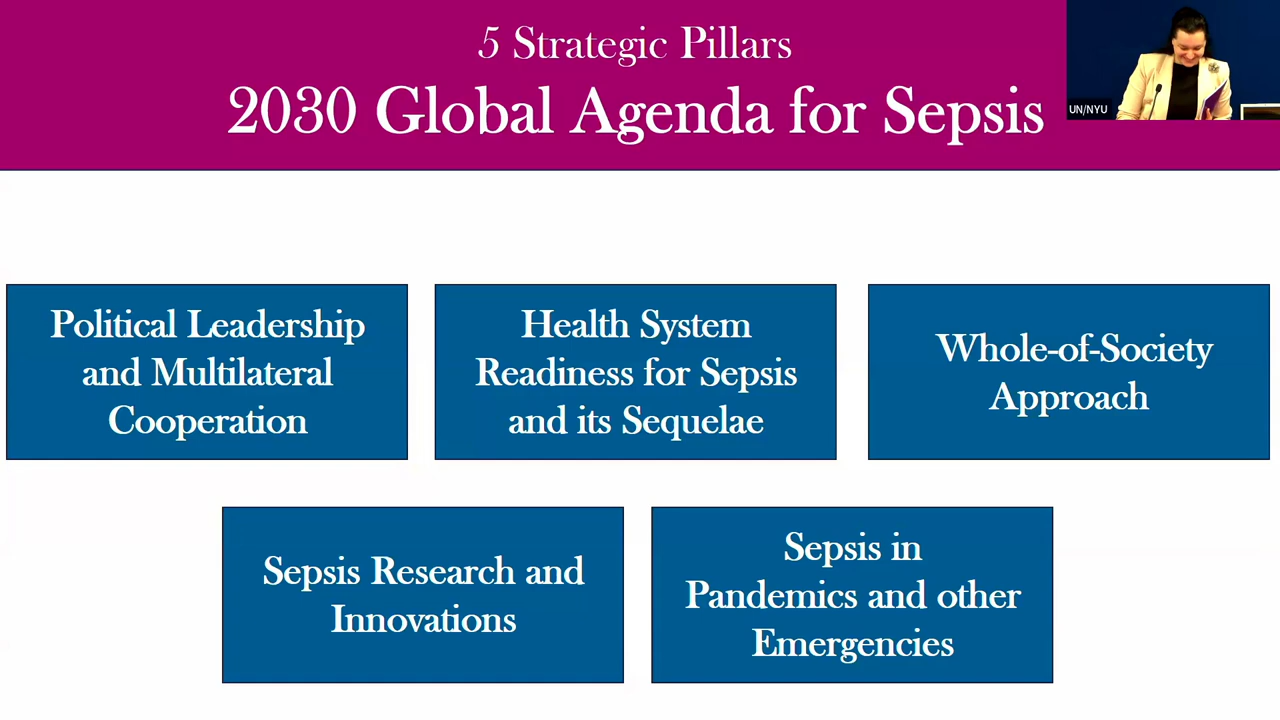 5 Strategic Pillars
2030 Global Agenda for Sepsis
UN/NYU
Political Leadership
and Multilateral
Cooperation
Health System
Readiness for Sepsis
and its Sequelae
Whole-of-Society
Approach
Sepsis Research and
Innovations
Sepsis in
Pandemics and other
Emergencies